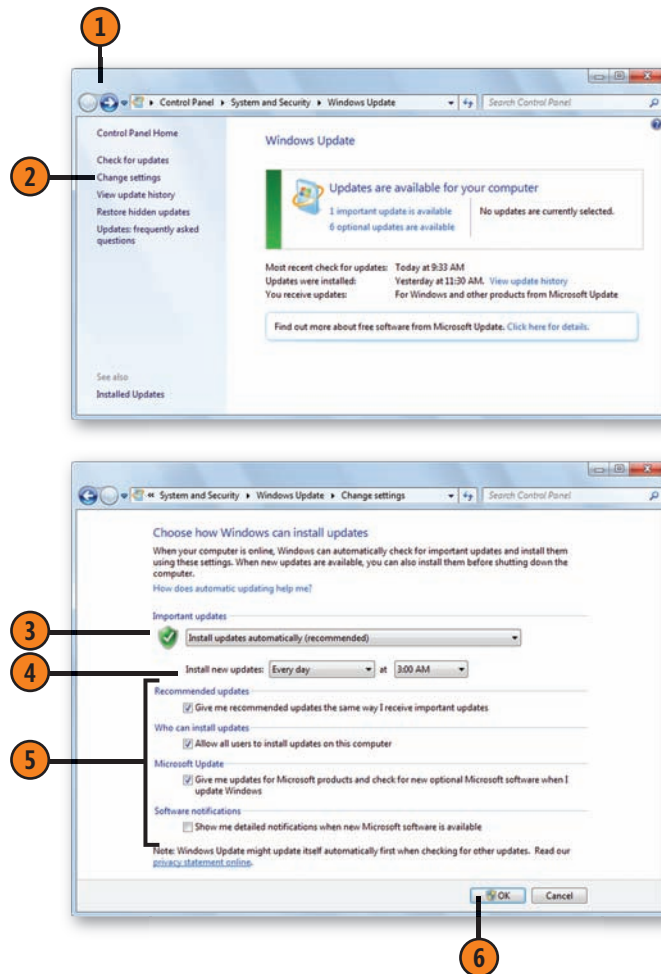 1
Control Panel ▸ System and Security ▸ Windows Update
Search Control Panel
Control Panel Home
Check for updates
2
Change settings
View update history
Restore hidden updates
Updates: frequently asked
questions
See also
Installed Updates
Windows Update
Updates are available for your computer
1 important update is available
6 optional updates are available
No updates are currently selected.
Most recent check for updates: Today at 9:33 AM
Updates were installed: Yesterday at 11:30 AM. View update history
You receive updates: For Windows and other products from Microsoft Update
Find out more about free software from Microsoft Update. Click here for details.
« System and Security ▸ Windows Update ▸ Change settings
Search Control Panel
Choose how Windows can install updates
When your computer is online, Windows can automatically check for important updates and install them
using these settings. When new updates are available, you can also install them before shutting down the
computer.
How does automatic updating help me?
Important updates
3
Install updates automatically (recommended)
4
Install new updates: Every day at 3:00 AM
5
Recommended updates
Give me recommended updates the same way I receive important updates
Who can install updates
Allow all users to install updates on this computer
Microsoft Update
Give me updates for Microsoft products and check for new optional Microsoft software when I
update Windows
Software notifications
Show me detailed notifications when new Microsoft software is available
Note: Windows Update might update itself automatically first when checking for other updates. Read our
privacy statement online.
OK Cancel
6